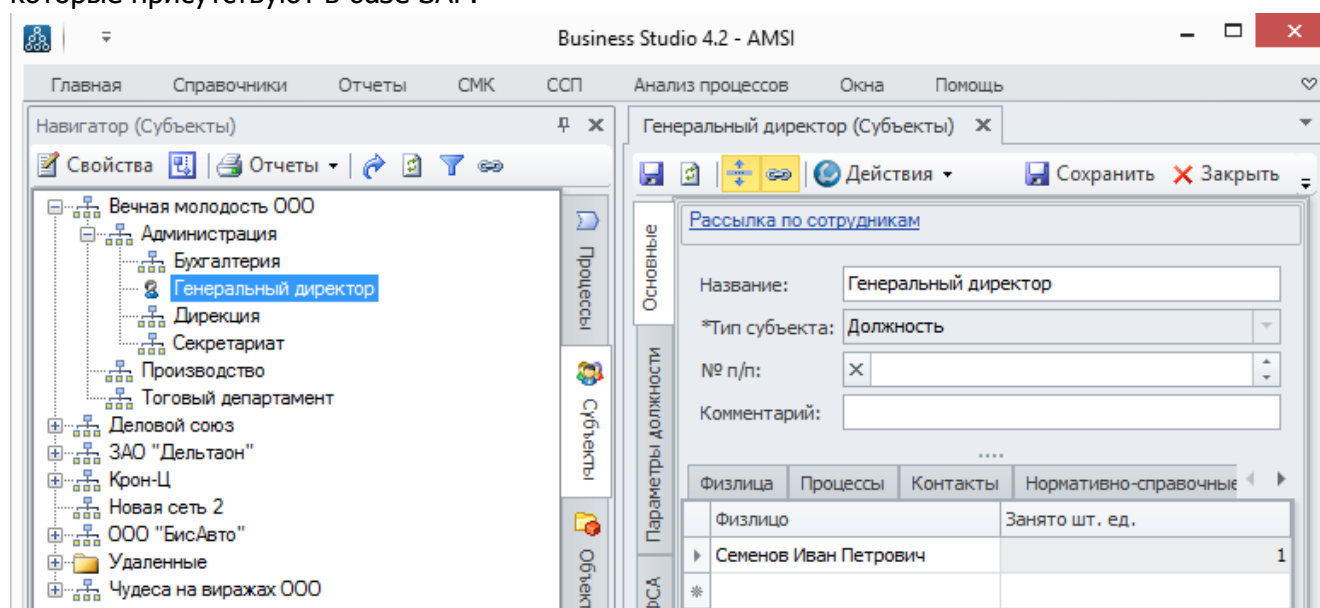 Business Studio 4.2 - AMSI
Главная Справочники Отчеты СМК ССП Анализ процессов Окна Помощь
Навигатор (Субъекты)
Свойства Отчеты
Вечная молодость ООО
Администрация
Бухгалтерия
Генеральный директор
Дирекция
Секретариат
Производство
Тоговый департамент
Деловой союз
ЗАО "Дельтаон"
Крон-Ц
Новая сеть 2
ООО "БисАвто"
Удаленные
Чудеса на виражах ООО
Процессы
Субъекты
Объект
Генеральный директор (Субъекты)
Действия Сохранить Закрыть
Основные
Параметры должности
ФСА
Рассылка по сотрудникам
Название: Генеральный директор
*Тип субъекта: Должность
№ п/п:
Комментарий:
Физлица Процессы Контакты Нормативно-справочные
Физлицо Занято шт. ед.
Семенов Иван Петрович 1